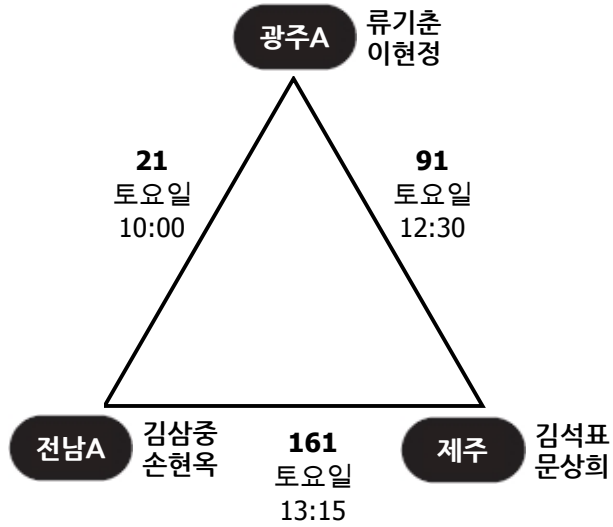 광주A
류기춘
이현정
21
토요일
10:00
91
토요일
12:30
전남A
김삼중
손현옥
161
토요일
13:15
제주
김석표
문상희